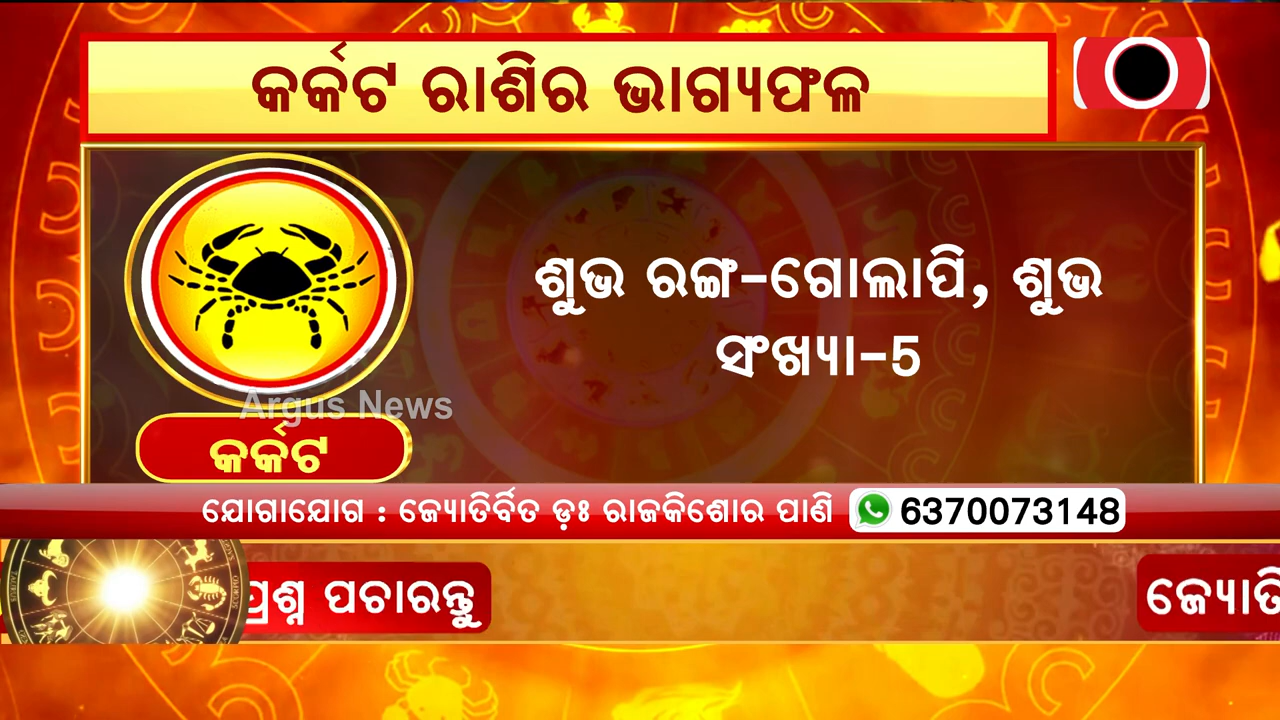 କର୍କଟ ରାଶିର ଭାଗ୍ୟଫଳ
ଶୁଭ ରଙ୍ଗ-ଗୋଲାପି, ଶୁଭ
ସଂଖ୍ୟା-5
Argus News
କର୍କଟ
ଯୋଗାଯୋଗ : ଜ୍ୟୋତିର୍ବିତ ଡ଼ଃ ରାଜକିଶୋର ପାଣି 6370073148
ପ୍ରଶ୍ନ ପଚାରନ୍ତୁ
ଜ୍ୟୋତି